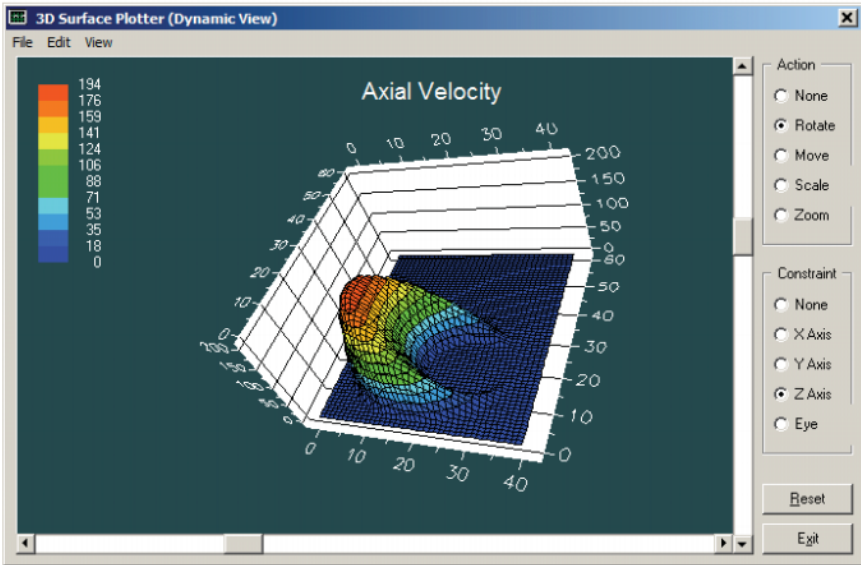 3D Surface Plotter (Dynamic View)
File Edit View
Axial Velocity
194
176
159
141
124
106
88
71
53
35
18
0
0 10 20 30 40
200
150
100
50
0
60
50
40
30
20
10
0
60
50
40
30
20
10
0
200
150
100
50
0
0 10 20 30 40
Action
None
Rotate
Move
Scale
Zoom
Constraint
None
X Axis
Y Axis
Z Axis
Eye
Reset
Exit